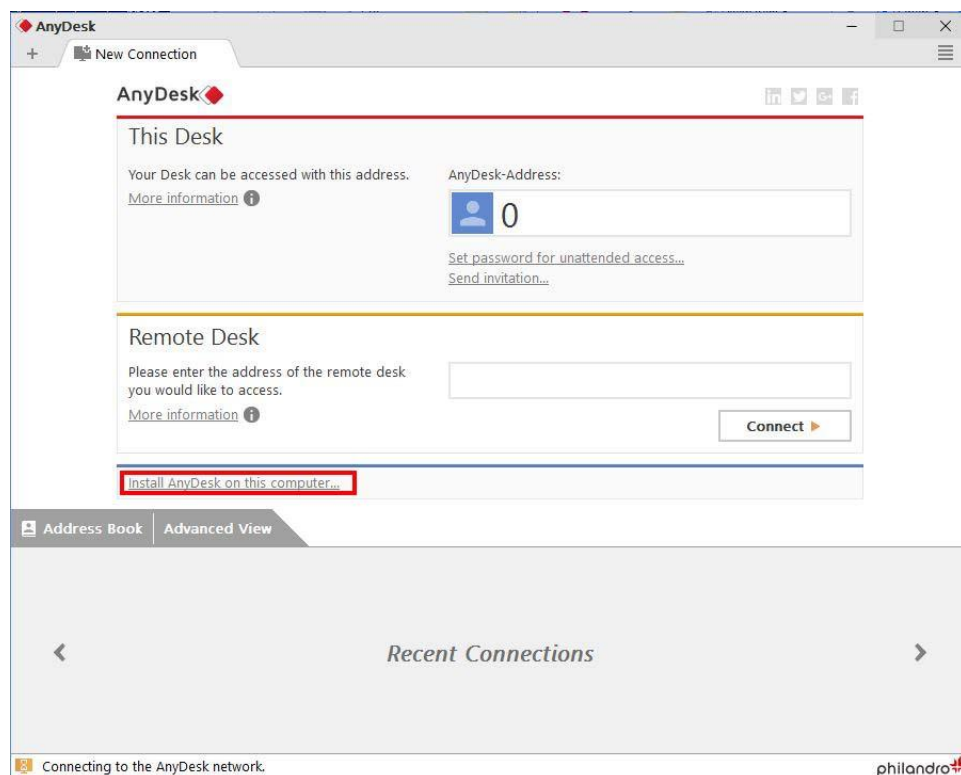 AnyDesk
New Connection
AnyDesk
This Desk
Your Desk can be accessed with this address.
More information
AnyDesk-Address:
0
Set password for unattended access...
Send invitation...
Remote Desk
Please enter the address of the remote desk
you would like to access.
More information
Connect
Install AnyDesk on this computer...
Address Book
Advanced View
Recent Connections
Connecting to the AnyDesk network.
philandro